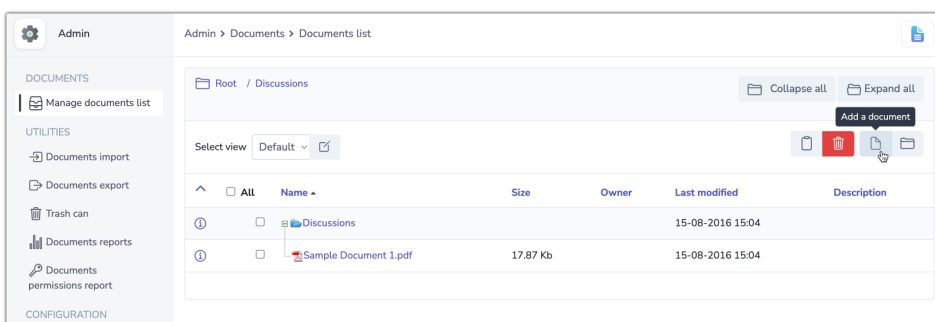 Admin
Admin > Documents > Documents list
DOCUMENTS
Manage documents list
UTILITIES
Documents import
Documents export
Trash can
Documents reports
Documents
permissions report
CONFIGURATION
Root / Discussions
Collapse all
Expand all
Add a document
Select view Default
All Name Size Owner Last modified Description
Discussions 15-08-2016 15:04
Sample Document 1.pdf 17.87 Kb 15-08-2016 15:04